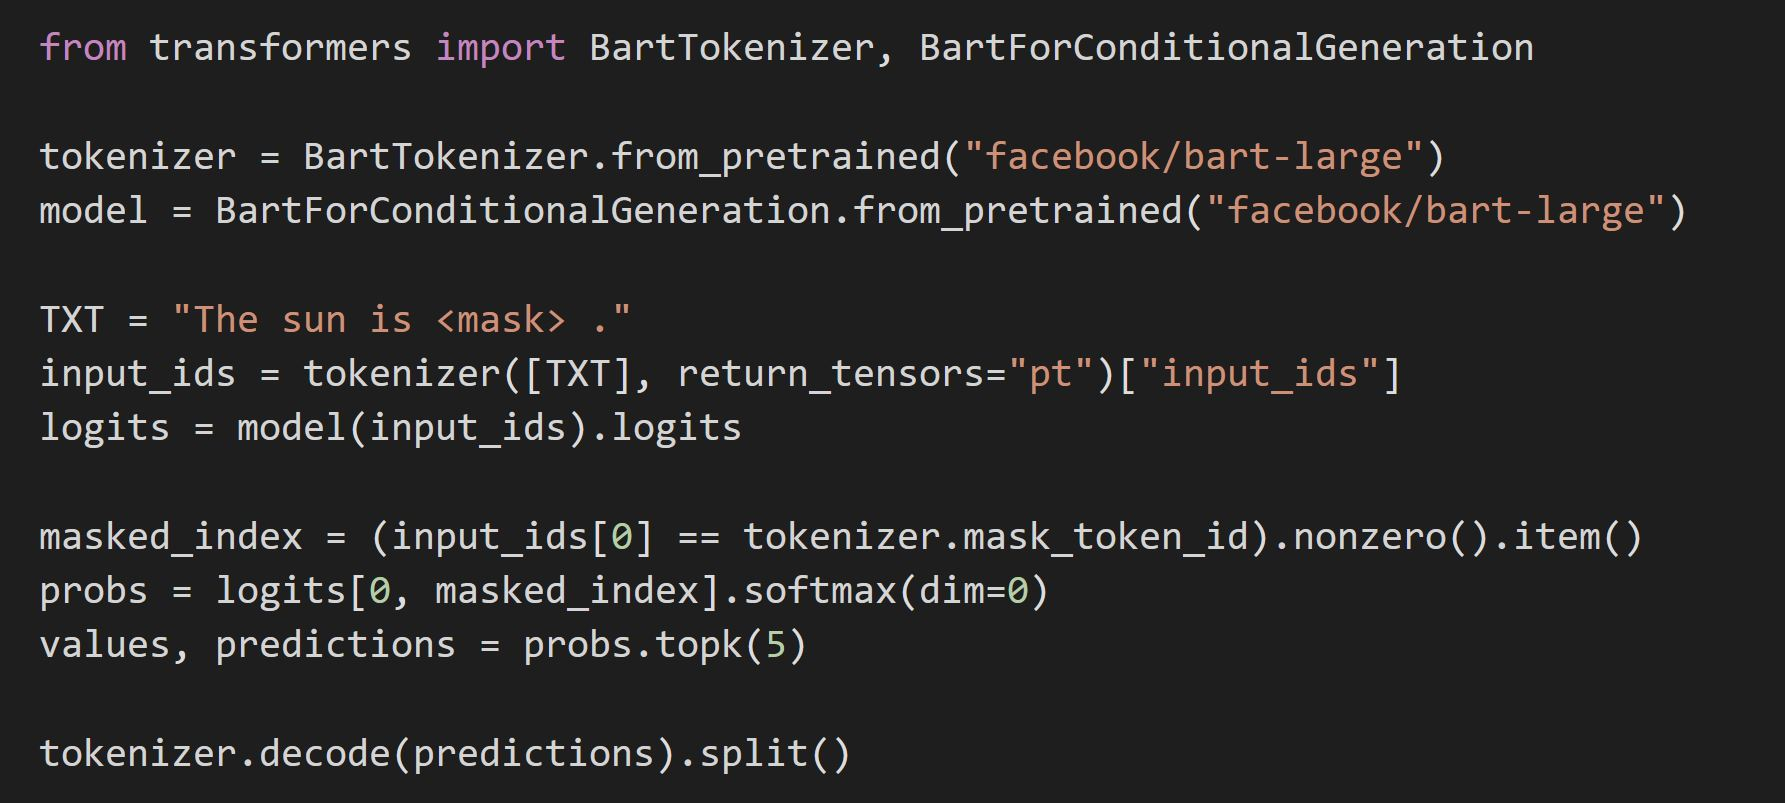 from transformers import BartTokenizer, BartForConditionalGeneration
tokenizer = BartTokenizer.from_pretrained("facebook/bart-large")
model = BartForConditionalGeneration.from_pretrained("facebook/bart-large")
TXT = "The sun is <mask> ."
input_ids = tokenizer([TXT], return_tensors="pt")["input_ids"]
logits = model(input_ids).logits
masked_index = (input_ids[0] == tokenizer.mask_token_id).nonzero().item()
probs = logits[0, masked_index].softmax(dim=0)
values, predictions = probs.topk(5)
tokenizer.decode(predictions).split()